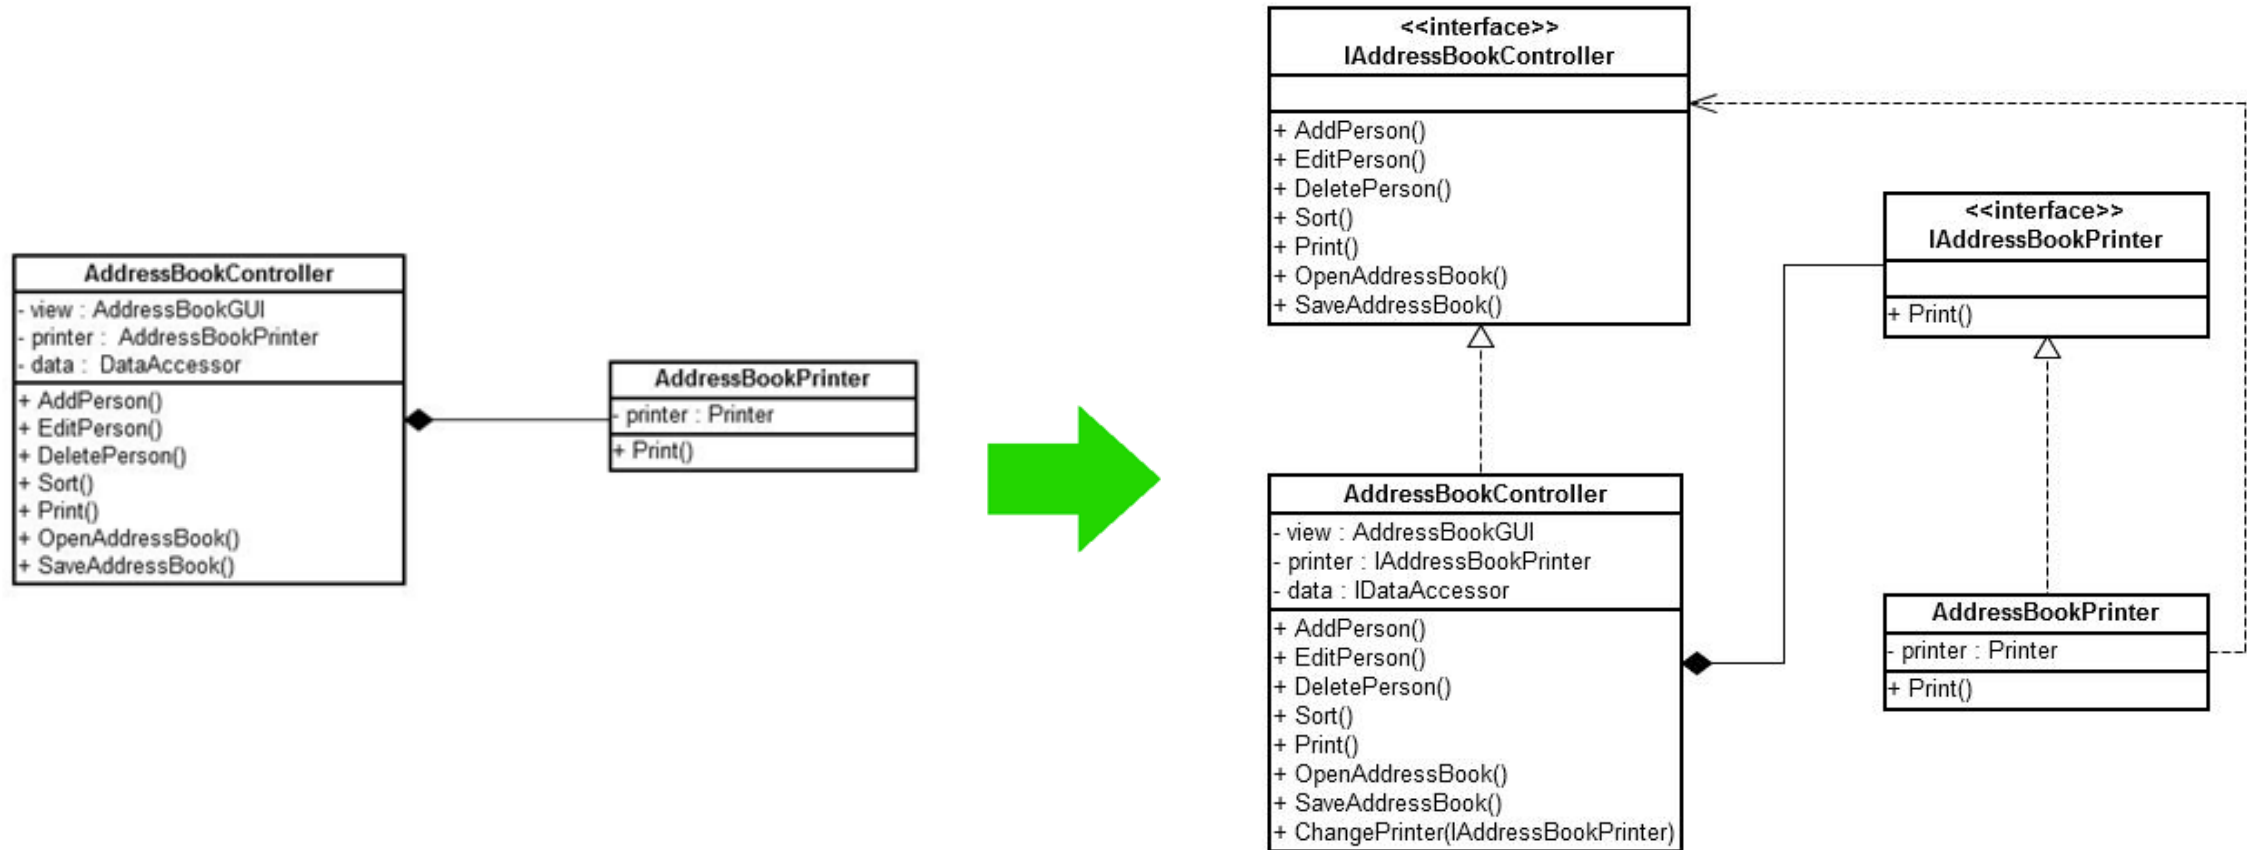 AddressBookController
- view : AddressBookGUI
- printer : AddressBookPrinter
- data : DataAccessor
+ AddPerson()
+ EditPerson()
+ DeletePerson()
+ Sort()
+ Print()
+ OpenAddressBook()
+ SaveAddressBook()
AddressBookPrinter
- printer : Printer
+ Print()
<<interface>>
IAddressBookController
+ AddPerson()
+ EditPerson()
+ DeletePerson()
+ Sort()
+ Print()
+ OpenAddressBook()
+ SaveAddressBook()
<<interface>>
IAddressBookPrinter
+ Print()
AddressBookController
- view : AddressBookGUI
- printer : IAddressBookPrinter
- data : IDataAccessor
+ AddPerson()
+ EditPerson()
+ DeletePerson()
+ Sort()
+ Print()
+ OpenAddressBook()
+ SaveAddressBook()
+ ChangePrinter(IAddressBookPrinter)
AddressBookPrinter
- printer : Printer
+ Print()